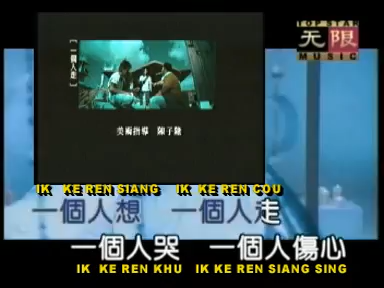 TOP STAR
无限
MUSIC
[一個人走]
美術指導 陳子隆
IK KE REN SIANG IK KE REN COU
一個人想 一個人走
一個人哭 一個人傷心
IK KE REN KHU IK KE REN SIANG SING